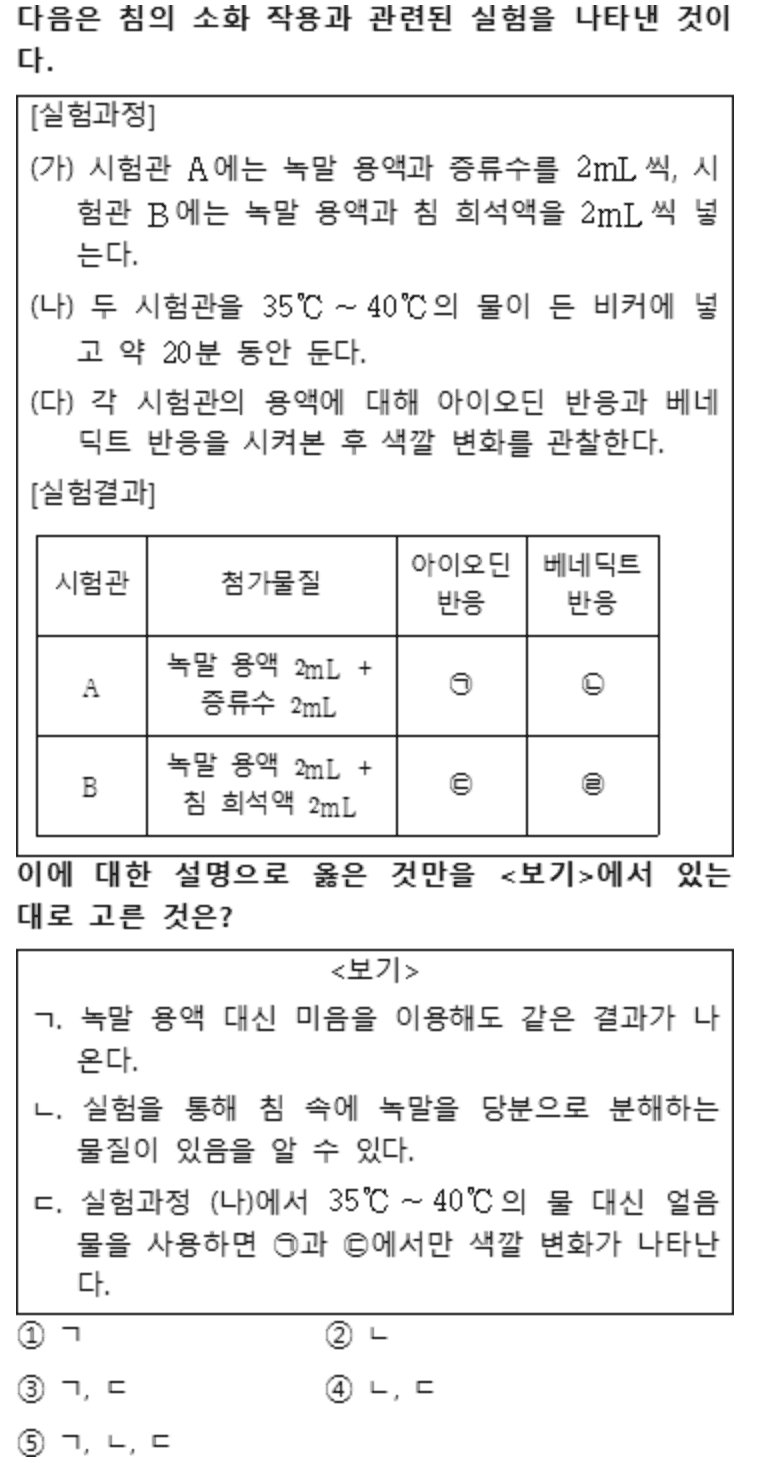 다음은 침의 소화 작용과 관련된 실험을 나타낸 것이
다.
[실험과정]
(가) 시험관 A에는 녹말 용액과 증류수를 2mL씩, 시
험관 B에는 녹말 용액과 침 희석액을 2mL씩 넣
는다.
(나) 두 시험관을 35℃ ~ 40℃의 물이 든 비커에 넣
고 약 20분 동안 둔다.
(다) 각 시험관의 용액에 대해 아이오딘 반응과 베네
딕트 반응을 시켜본 후 색깔 변화를 관찰한다.
[실험결과]
시험관 첨가물질 아이오딘 반응 베네딕트 반응
A 녹말 용액 2mL + 증류수 2mL ㉠ ㉡
B 녹말 용액 2mL + 침 희석액 2mL ㉢ ㉣
이에 대한 설명으로 옳은 것만을 <보기>에서 있는
대로 고른 것은?
<보기>
ㄱ. 녹말 용액 대신 미음을 이용해도 같은 결과가 나
온다.
ㄴ. 실험을 통해 침 속에 녹말을 당분으로 분해하는
물질이 있음을 알 수 있다.
ㄷ. 실험과정 (나)에서 35℃ ~ 40℃의 물 대신 얼음
물을 사용하면 ㉠과 ㉢에서만 색깔 변화가 나타난
다.
① ㄱ ② ㄴ
③ ㄱ, ㄷ ④ ㄴ, ㄷ
⑤ ㄱ, ㄴ, ㄷ